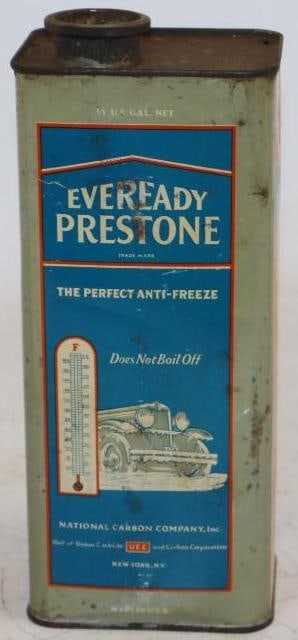 ½ U.S. GAL. NET
EVEREADY
PRESTONE
TRADE MARK
THE PERFECT ANTI-FREEZE
F
Does Not Boil Off
NATIONAL CARBON COMPANY, Inc.
Unit of Union Carbide UCC and Carbon Corporation
NEW YORK, N.Y.
MADE IN U.S.A.